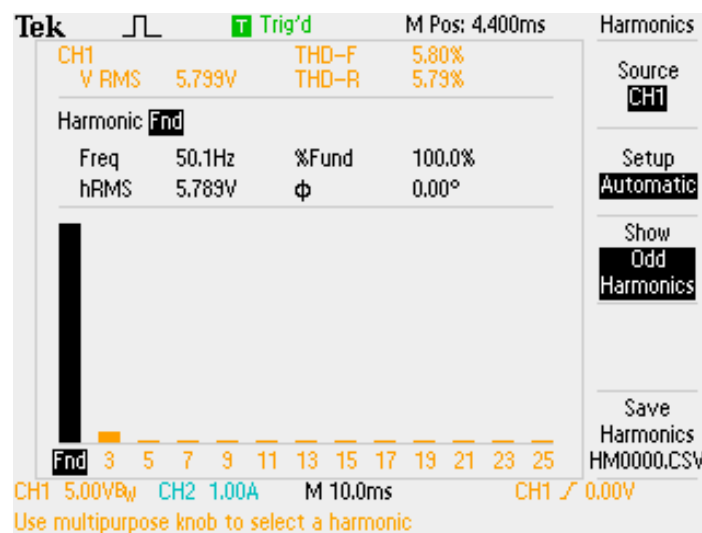 Tek T Trig'd M Pos: 4.400ms Harmonics
CH1 THD-F 5.80%
V RMS 5.799V THD-R 5.79%
Source
CH1
Harmonic Fnd
Freq 50.1Hz %Fund 100.0%
hRMS 5.789V ϕ 0.00°
Setup
Automatic
Show
Odd
Harmonics
Save
Harmonics
HM0000.CSV
Fnd 3 5 7 9 11 13 15 17 19 21 23 25
CH1 5.00VBW CH2 1.00A M 10.0ms CH1 0.00V
Use multipurpose knob to select a harmonic